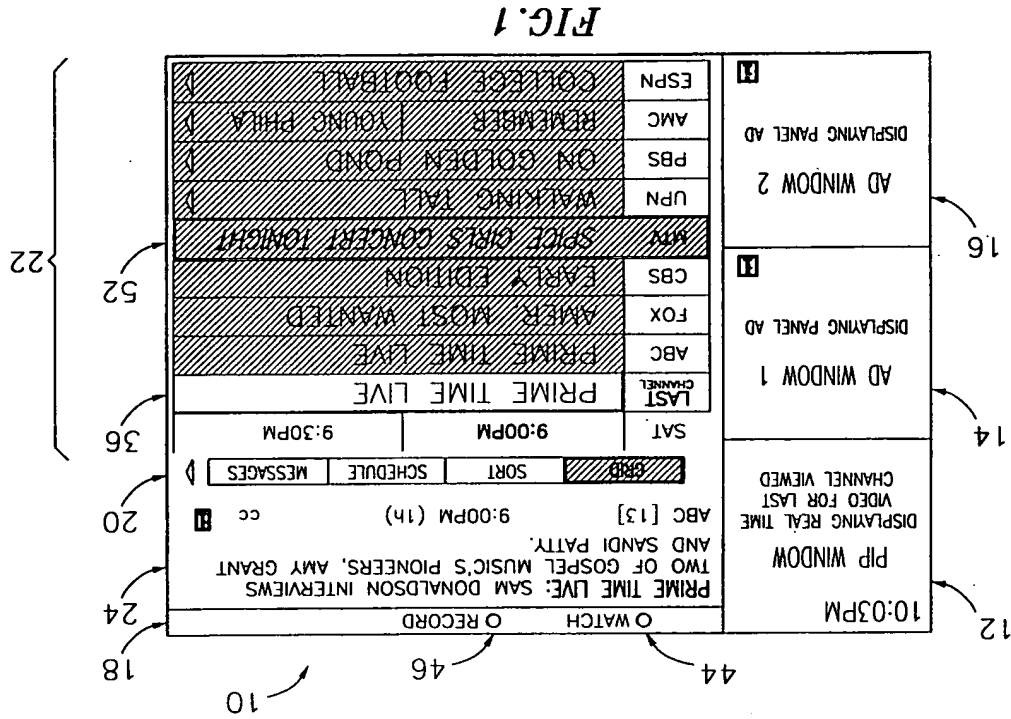 10
44
46
18
12
24
20
36
14
52
22
16
10:03PM
PIP WINDOW
DISPLAYING REAL TIME
VIDEO FOR LAST
CHANNEL VIEWED
AD WINDOW 1
DISPLAYING PANEL AD
i
AD WINDOW 2
DISPLAYING PANEL AD
i
WATCH RECORD
PRIME TIME LIVE: SAM DONALDSON INTERVIEWS
TWO OF GOSPEL MUSIC'S PIONEERS, AMY GRANT
AND SANDI PATTY.
ABC [13] 9:00PM (1h) cc i
GRID SORT SCHEDULE MESSAGES
SAT 9:00PM 9:30PM
LAST CHANNEL PRIME TIME LIVE
ABC PRIME TIME LIVE
FOX AMER MOST WANTED
CBS EARLY EDITION
MTV SPICE GIRLS CONCERT TONIGHT
UPN WALKING TALL
PBS ON GOLDEN POND
AMC REMEMBER YOUNG PHILA
ESPN COLLEGE FOOTBALL
FIG. 1